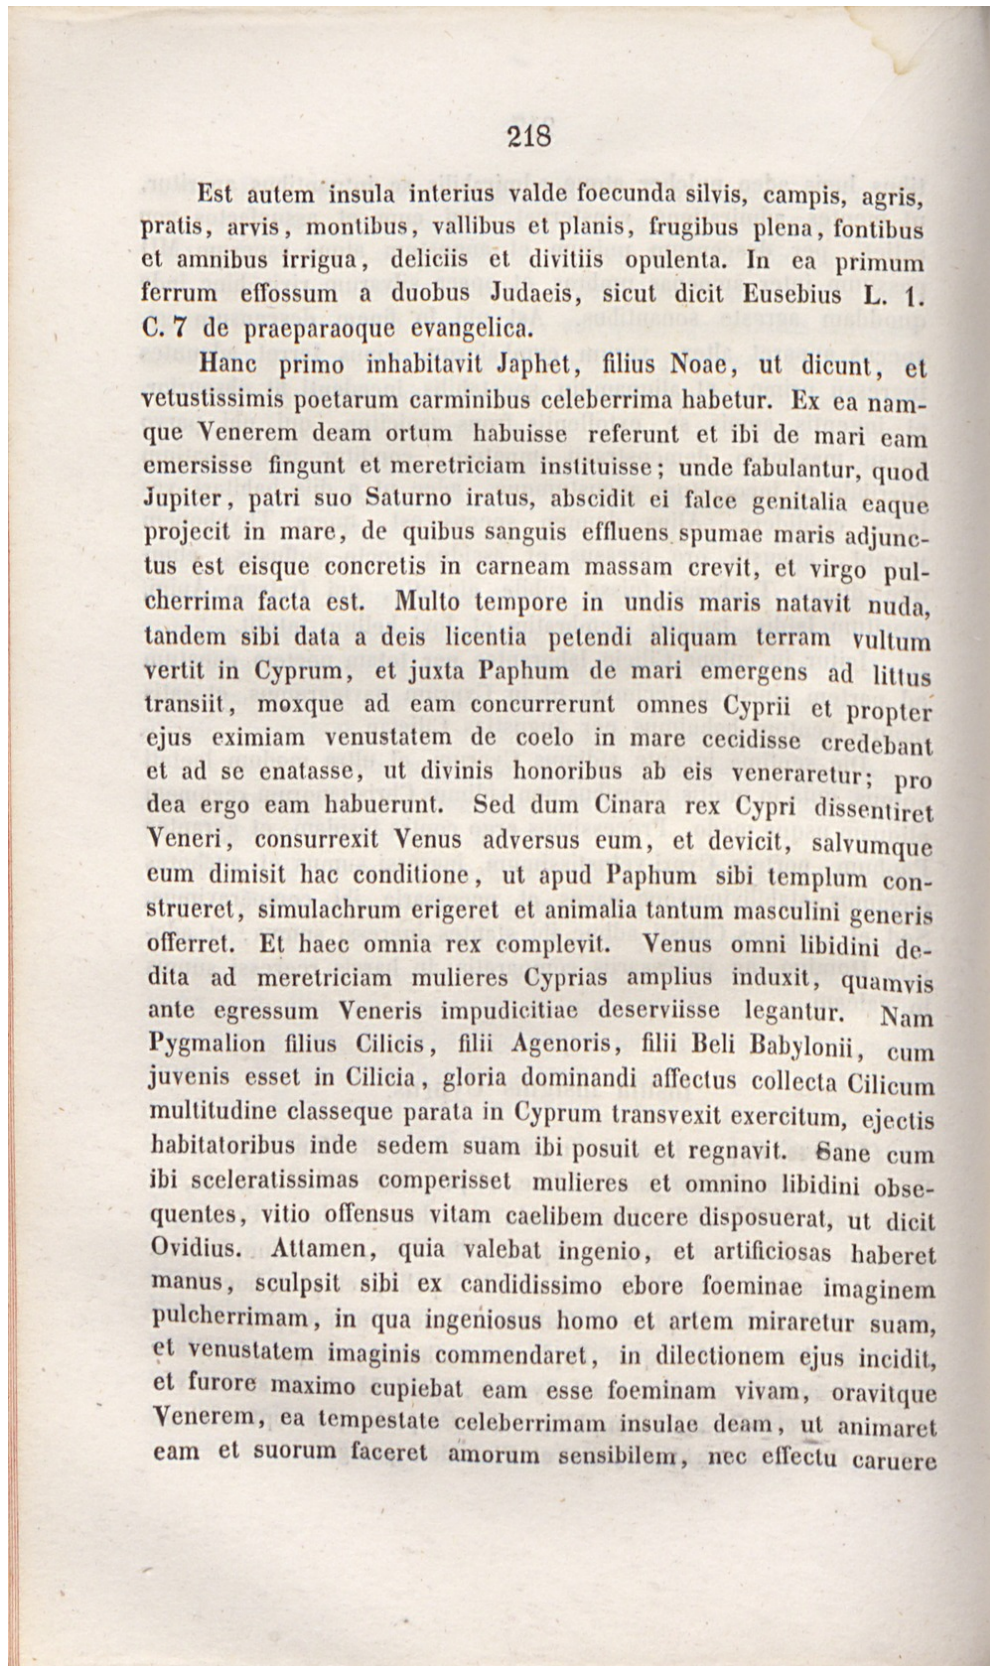 218
Est autem insula interius valde foecunda silvis, campis, agris,
pratis, arvis, montibus, vallibus et planis, frugibus plena, fontibus
et amnibus irrigua, deliciis et divitiis opulenta. In ea primum
ferrum effossum a duobus Judaeis, sicut dicit Eusebius L. 1.
C. 7 de praeparaoque evangelica.
Hanc primo inhabitavit Japhet, filius Noae, ut dicunt, et
vetustissimis poetarum carminibus celeberrima habetur. Ex ea nam-
que Venerem deam ortum habuisse referunt et ibi de mari eam
emersisse fingunt et meretriciam instituisse; unde fabulantur, quod
Jupiter, patri suo Saturno iratus, abscidit ei falce genitalia eaque
projecit in mare, de quibus sanguis effluens spumae maris adjunc-
tus est eisque concretis in carneam massam crevit, et virgo pul-
cherrima facta est. Multo tempore in undis maris natavit nuda,
tandem sibi data a deis licentia petendi aliquam terram vultum
vertit in Cyprum, et juxta Paphum de mari emergens ad littus
transiit, moxque ad eam concurrerunt omnes Cyprii et propter
ejus eximiam venustatem de coelo in mare cecidisse credebant
et ad se enatasse, ut divinis honoribus ab eis veneraretur; pro
dea ergo eam habuerunt. Sed dum Cinara rex Cypri dissentiret
Veneri, consurrexit Venus adversus eum, et devicit, salvumque
eum dimisit hac conditione, ut apud Paphum sibi templum con-
strueret, simulachrum erigeret et animalia tantum masculini generis
offerret. Et haec omnia rex complevit. Venus omni libidini de-
dita ad meretriciam mulieres Cyprias amplius induxit, quamvis
ante egressum Veneris impudicitiae deserviisse legantur. Nam
Pygmalion filius Cilicis, filii Agenoris, filii Beli Babylonii, cum
juvenis esset in Cilicia, gloria dominandi affectus collecta Cilicum
multitudine classeque parata in Cyprum transvexit exercitum, ejectis
habitatoribus inde sedem suam ibi posuit et regnavit. Sane cum
ibi sceleratissimas comperisset mulieres et omnino libidini obse-
quentes, vitio offensus vitam caelibem ducere disposuerat, ut dicit
Ovidius. Attamen, quia valebat ingenio, et artificiosas haberet
manus, sculpsit sibi ex candidissimo ebore foeminae imaginem
pulcherrimam, in qua ingeniosus homo et artem miraretur suam,
et venustatem imaginis commendaret, in dilectionem ejus incidit,
et furore maximo cupiebat eam esse foeminam vivam, oravitque
Venerem, ea tempestate celeberrimam insulae deam, ut animaret
eam et suorum faceret amorum sensibilem, nec effectu caruere